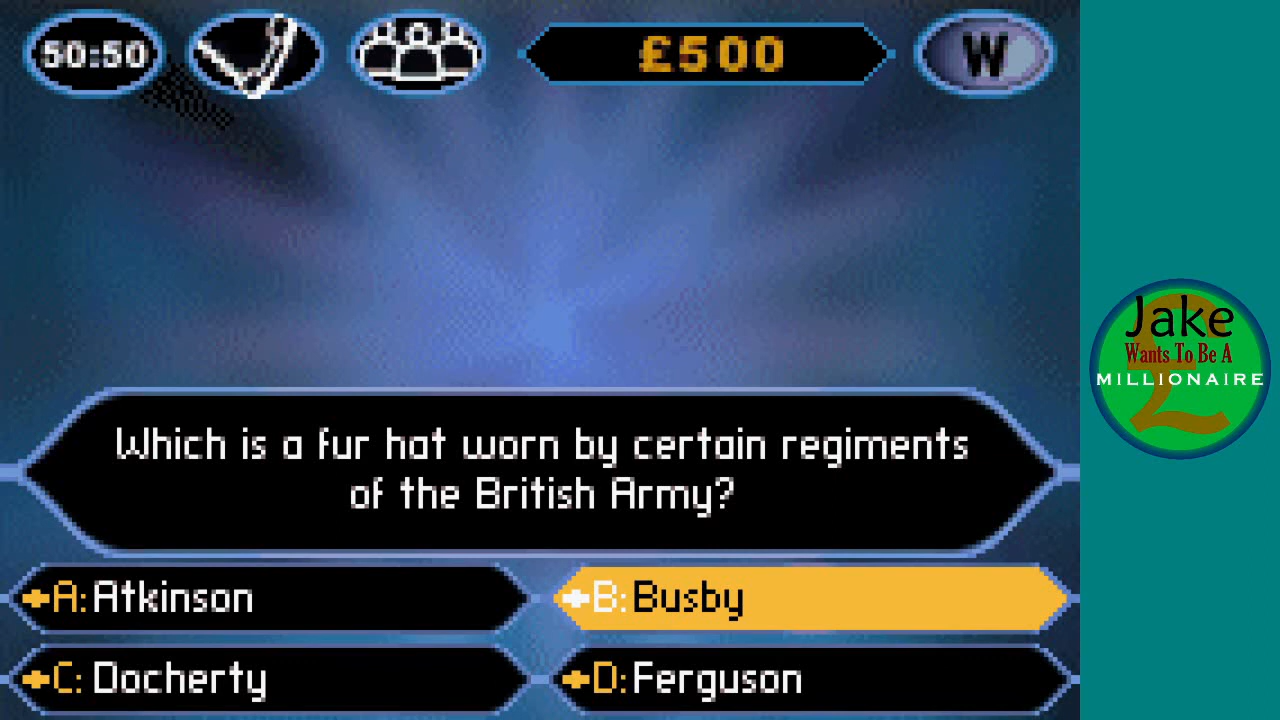 50:50
£500
W
Which is a fur hat worn by certain regiments
of the British Army?
A: Atkinson
B: Busby
C: Docherty
D: Ferguson
Jake
Wants To Be A
MILLIONAIRE
£